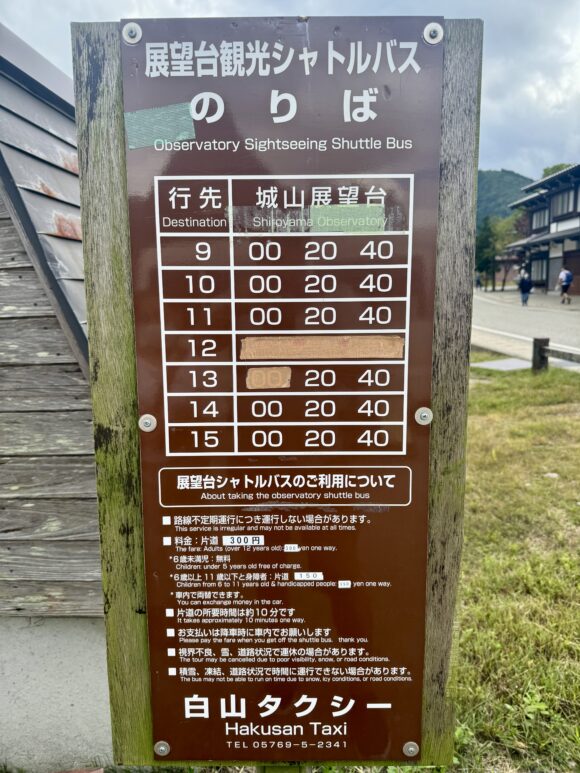 展望台観光シャトルバス
のりば
Observatory Sightseeing Shuttle Bus
行先 城山展望台
Destination Shiroyama Observatory
9 00 20 40
10 00 20 40
11 00 20 40
12
13 00 20 40
14 00 20 40
15 00 20 40
展望台シャトルバスのご利用について
About taking the observatory shuttle bus
■ 路線不定期運行につき運行しない場合があります。
This service is irregular and may not be available at all times.
■ 料金：片道 300円
The fare: Adults (over 12 years old): yen one way.
*6歳未満児：無料
Children: under 5 years old free of charge.
*6歳以上11歳以下と身障者：片道 150
Children from 6 to 11 years old & handicapped people: yen one way.
*車内で両替できます。
You can exchange money in the car.
■ 片道の所要時間は約10分です
It takes approximately 10 minutes one way.
■ お支払いは降車時に車内でお願いします
Please pay the fare when you get off the shuttle bus. thank you.
■ 視界不良、雪、道路状況で運休の場合があります。
The tour may be cancelled due to poor visibility, snow, or road conditions.
■ 積雪、凍結、道路状況で時間に運行できない場合があります。
The bus may not be able to run on time due to snow, icy conditions, or road conditions.
白山タクシー
Hakusan Taxi
TEL 05769-5-2341